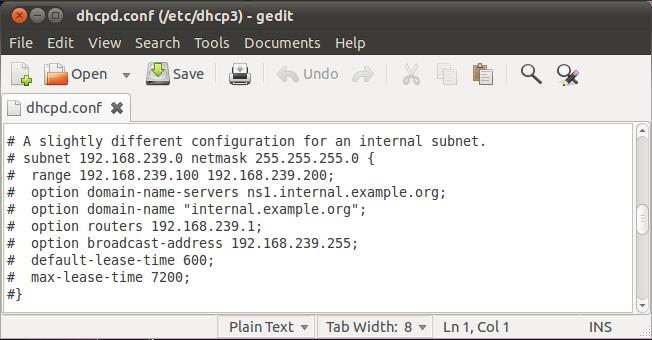 dhcpd.conf (/etc/dhcp3) - gedit
File Edit View Search Tools Documents Help
Open Save Undo
dhcpd.conf
# A slightly different configuration for an internal subnet.
# subnet 192.168.239.0 netmask 255.255.255.0 {
#  range 192.168.239.100 192.168.239.200;
#  option domain-name-servers ns1.internal.example.org;
#  option domain-name "internal.example.org";
#  option routers 192.168.239.1;
#  option broadcast-address 192.168.239.255;
#  default-lease-time 600;
#  max-lease-time 7200;
#}
Plain Text Tab Width: 8 Ln 1, Col 1 INS